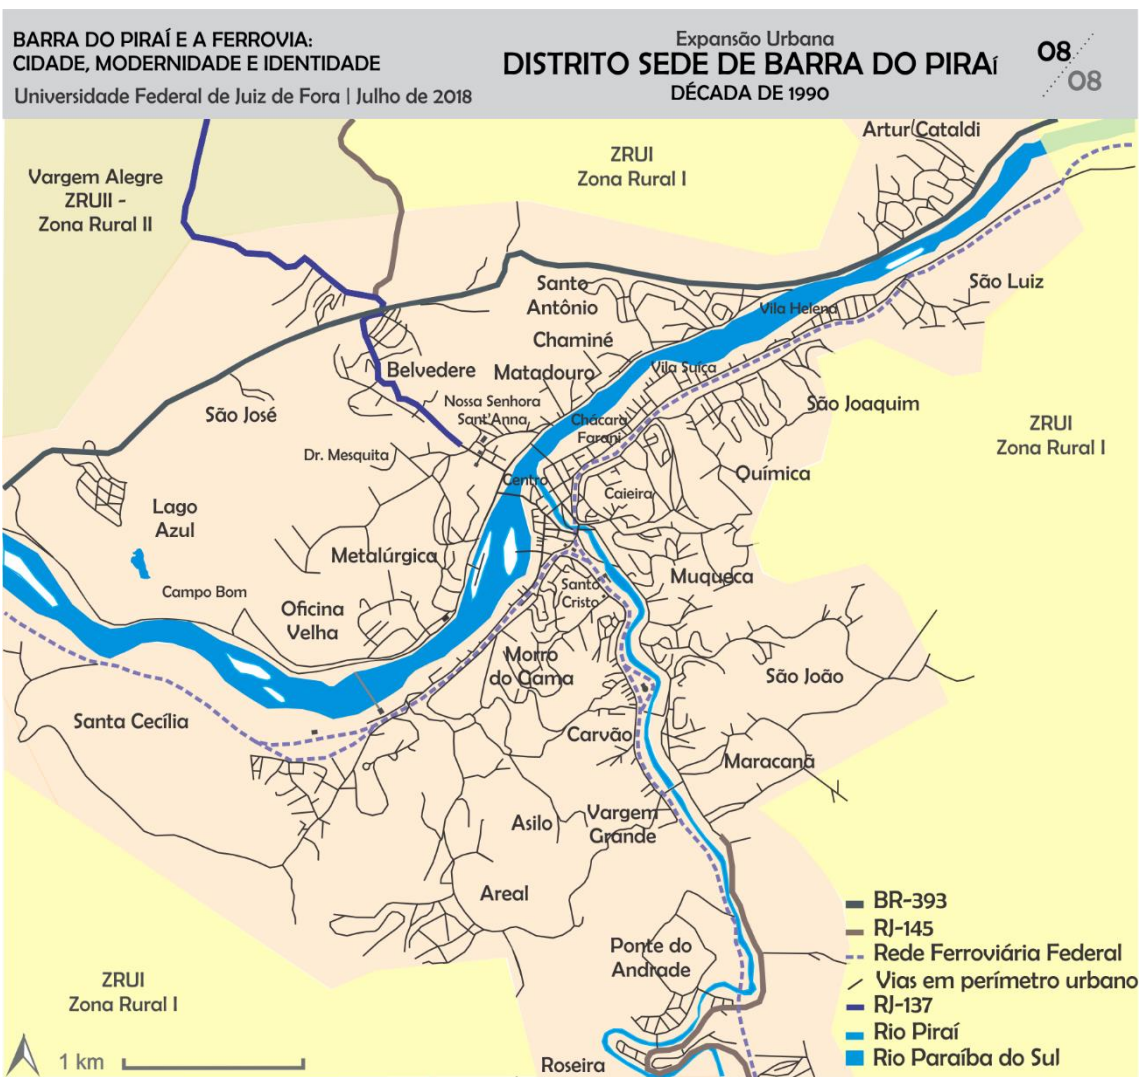 BARRA DO PIRAÍ E A FERROVIA:
CIDADE, MODERNIDADE E IDENTIDADE
Universidade Federal de Juiz de Fora | Julho de 2018
Expansão Urbana
DISTRITO SEDE DE BARRA DO PIRAí
DÉCADA DE 1990
08
08
Artur Cataldi
ZRUI
Zona Rural I
Vargem Alegre
ZRUII -
Zona Rural II
Santo
Antônio
São Luiz
Vila Helena
Chaminé
Belvedere
Matadouro
Vila Suíça
Nossa Senhora
Sant'Anna
São José
Chácara
Farani
São Joaquim
ZRUI
Zona Rural I
Dr. Mesquita
Química
Centro
Caieira
Lago
Azul
Metalúrgica
Muqueca
Campo Bom
Santo
Cristo
Oficina
Velha
Morro
do Gama
São João
Santa Cecília
Carvão
Maracanã
Asilo
Vargem
Grande
Areal
Ponte do
Andrade
ZRUI
Zona Rural I
Roseira
1 km
BR-393
RJ-145
Rede Ferroviária Federal
Vias em perímetro urbano
RJ-137
Rio Piraí
Rio Paraíba do Sul